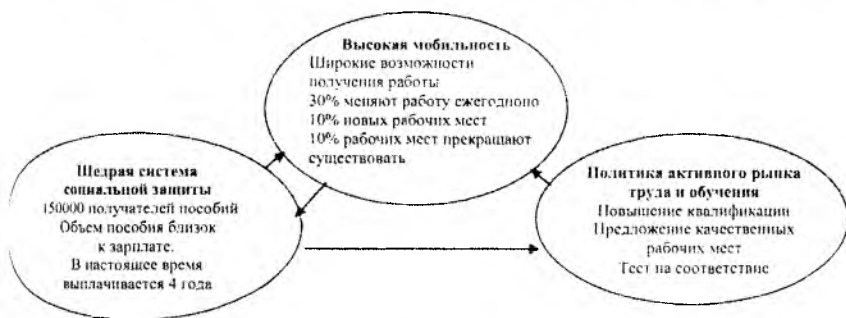 Высокая мобильность
Широкие возможности
получения работы
30% меняют работу ежегодно
10% новых рабочих мест
10% рабочих мест прекращают
существовать
Щедрая система
социальной защиты
150000 получателей пособий
Объем пособия близок
к зарплате.
В настоящее время
выплачивается 4 года
Политика активного рынка
труда и обучения
Повышение квалификации
Предложение качественных
рабочих мест
Тест на соответствие